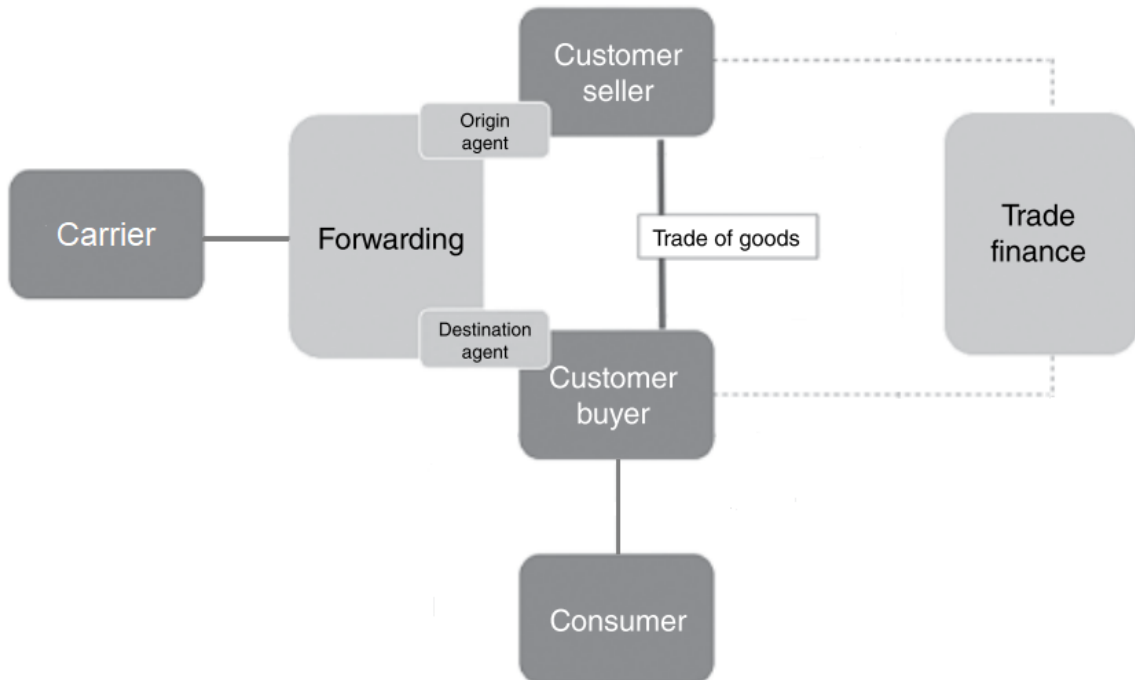 Customer
seller
Origin
agent
Carrier
Forwarding
Trade of goods
Trade
finance
Destination
agent
Customer
buyer
Consumer